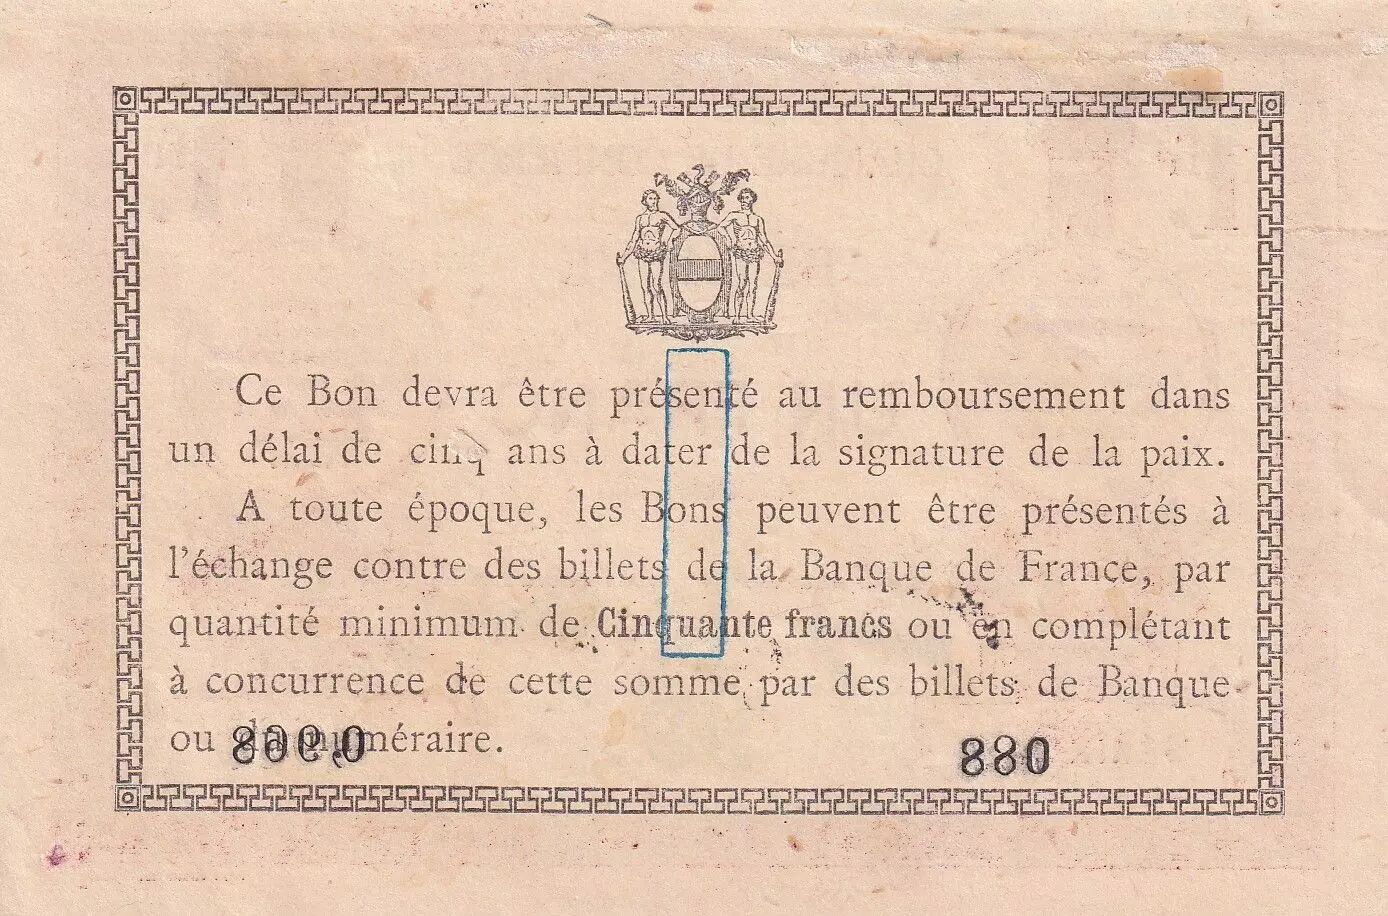 Ce Bon devra être présenté au remboursement dans
un délai de cinq ans à dater de la signature de la paix.
A toute époque, les Bons peuvent être présentés à
l'échange contre des billets de la Banque de France, par
quantité minimum de Cinquante francs ou en complétant
à concurrence de cette somme par des billets de Banque
ou du numéraire.
880